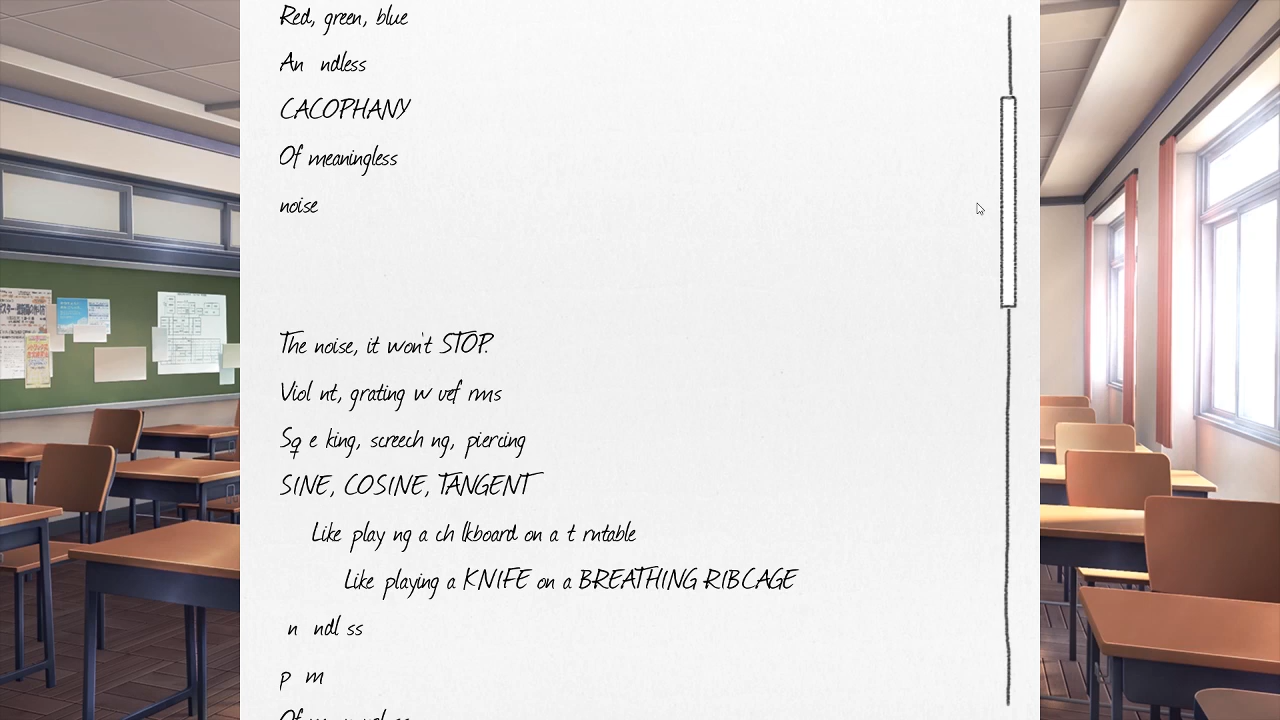 Red, green, blue
An  ndless
CACOPHANY
Of meaningless
noise
The noise, it won't STOP.
Viol nt, grating w vef rms
Sq e king, screech ng, piercing
SINE, COSINE, TANGENT
Like play ng a ch lkboard on a t rntable
Like playing a KNIFE on a BREATHING RIBCAGE
n  ndl ss
p  m